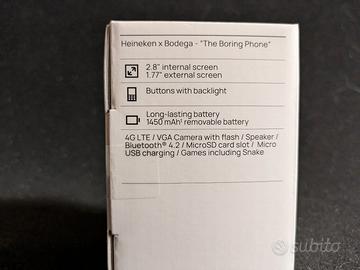 Heineken x Bodega - "The Boring Phone"
2.8" internal screen
1.77" external screen
Buttons with backlight
Long-lasting battery
1450 mAh¹ removable battery
4G LTE / VGA Camera with flash / Speaker /
Bluetooth® 4.2 / MicroSD card slot / Micro
USB charging / Games including Snake
subito